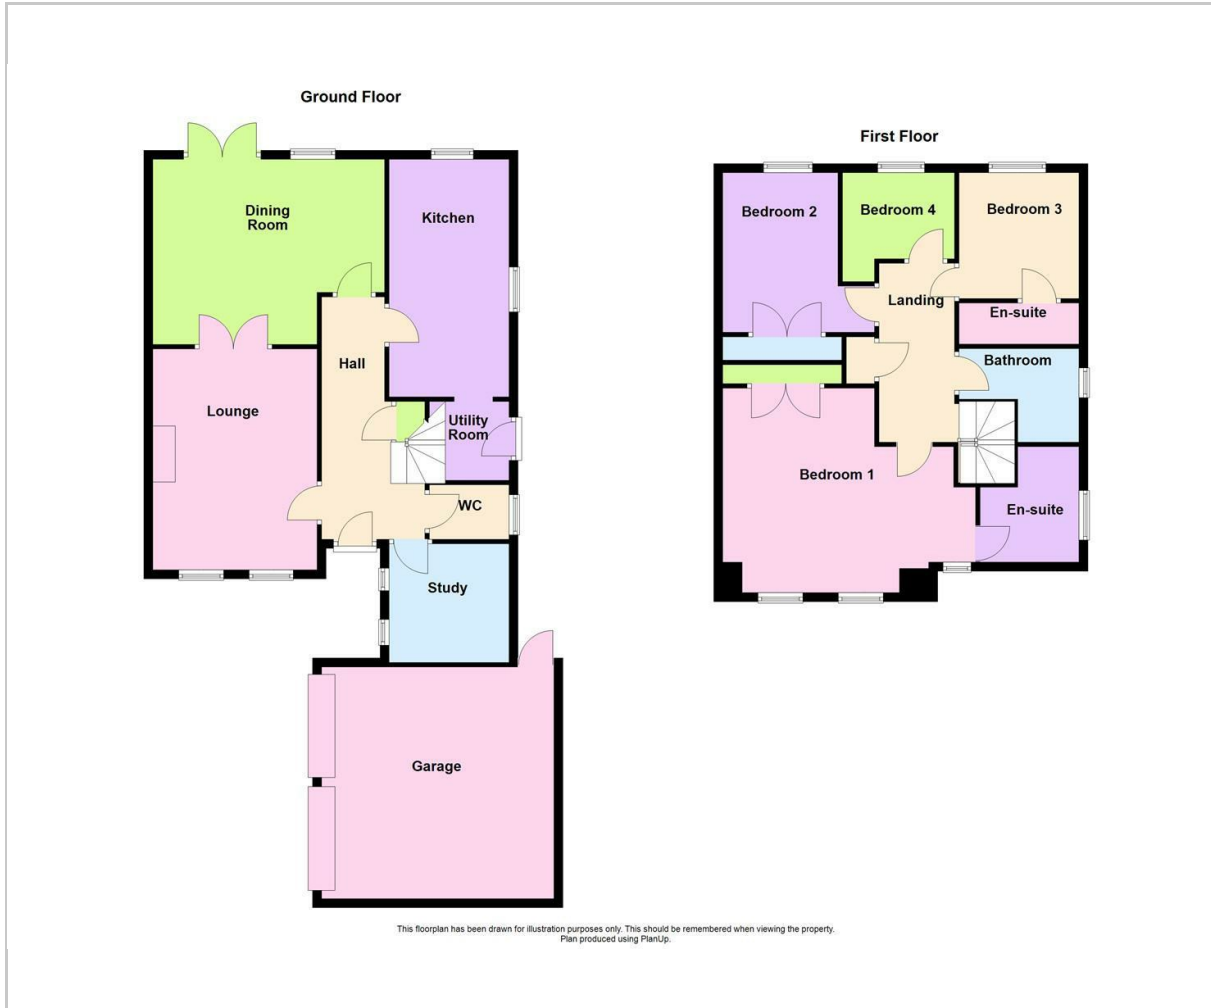 Ground Floor
Dining
Room
Kitchen
Hall
Lounge
Utility
Room
WC
Study
Garage
First Floor
Bedroom 2
Bedroom 4
Bedroom 3
Landing
En-suite
Bathroom
Bedroom 1
En-suite
This floorplan has been drawn for illustration purposes only. This should be remembered when viewing the property.
Plan produced using PlanUp.